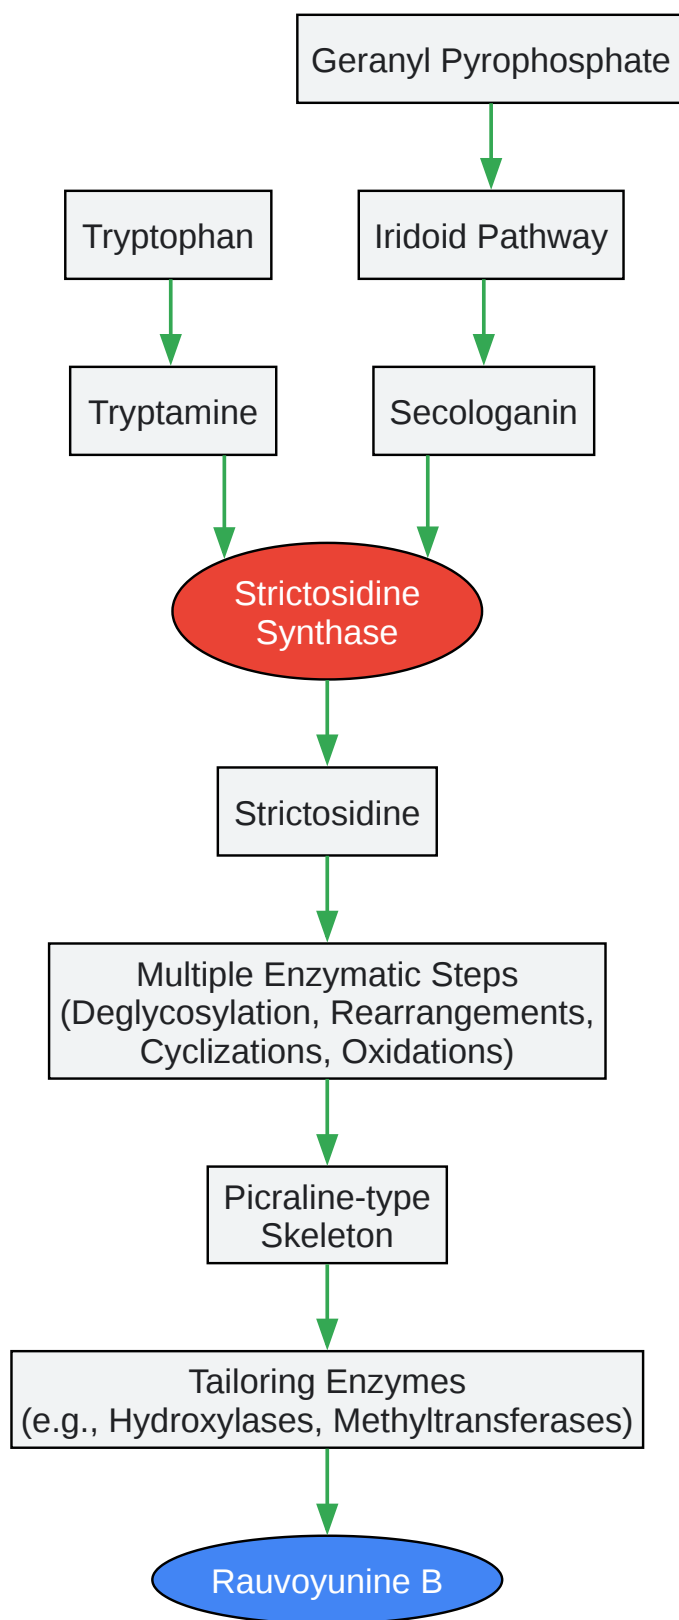 Geranyl Pyrophosphate
Tryptophan
Iridoid Pathway
Tryptamine
Secologanin
Strictosidine
Synthase
Strictosidine
Multiple Enzymatic Steps
(Deglycosylation, Rearrangements,
Cyclizations, Oxidations)
Picraline-type
Skeleton
Tailoring Enzymes
(e.g., Hydroxylases, Methyltransferases)
Rauvoyunine B